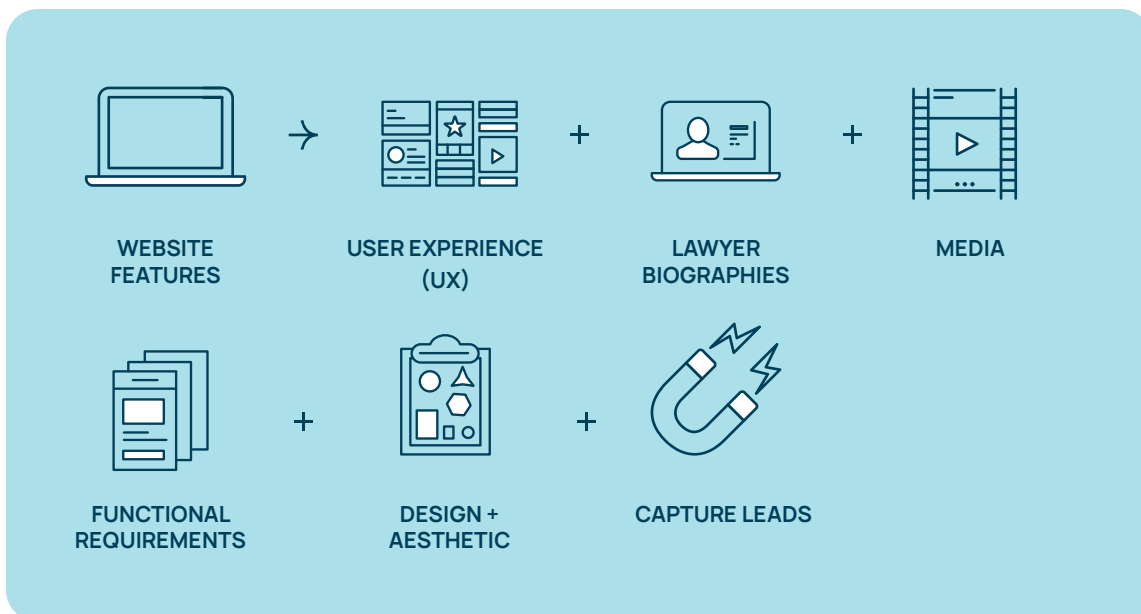 WEBSITE
FEATURES
USER EXPERIENCE
(UX)
LAWYER
BIOGRAPHIES
MEDIA
FUNCTIONAL
REQUIREMENTS
DESIGN +
AESTHETIC
CAPTURE LEADS